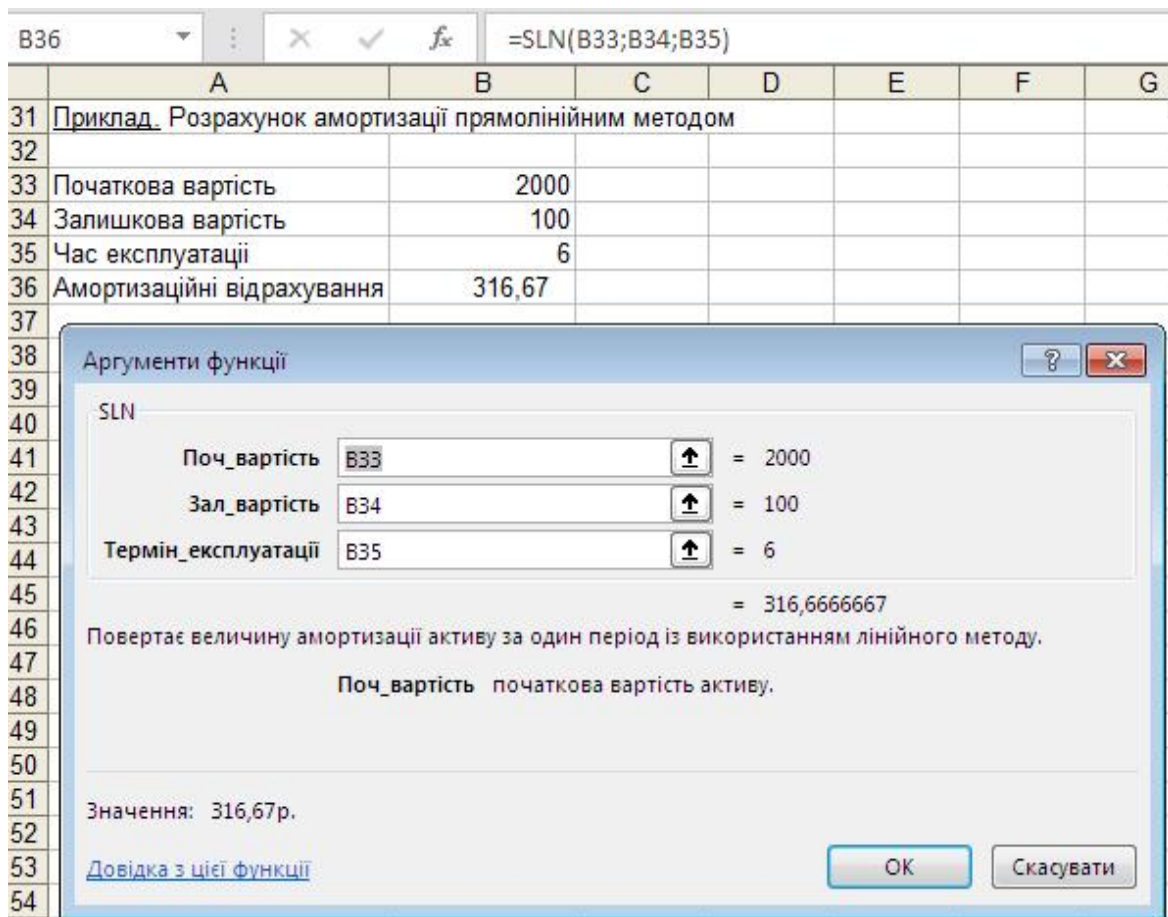 B36 fx =SLN(B33;B34;B35)
A B C D E F G
31 Приклад. Розрахунок амортизації прямолінійним методом
32
33 Початкова вартість 2000
34 Залишкова вартість 100
35 Час експлуатації 6
36 Амортизаційні відрахування 316,67
37
38 Аргументи функції ?
39
40 SLN
41 Поч_вартість B33 = 2000
42 Зал_вартість B34 = 100
43
44 Термін_експлуатації B35 = 6
45 = 316,6666667
46 Повертає величину амортизації активу за один період із використанням лінійного методу.
47
48 Поч_вартість початкова вартість активу.
49
50
51 Значення: 316,67р.
52
53 Довідка з цієї функції OK Скасувати
54